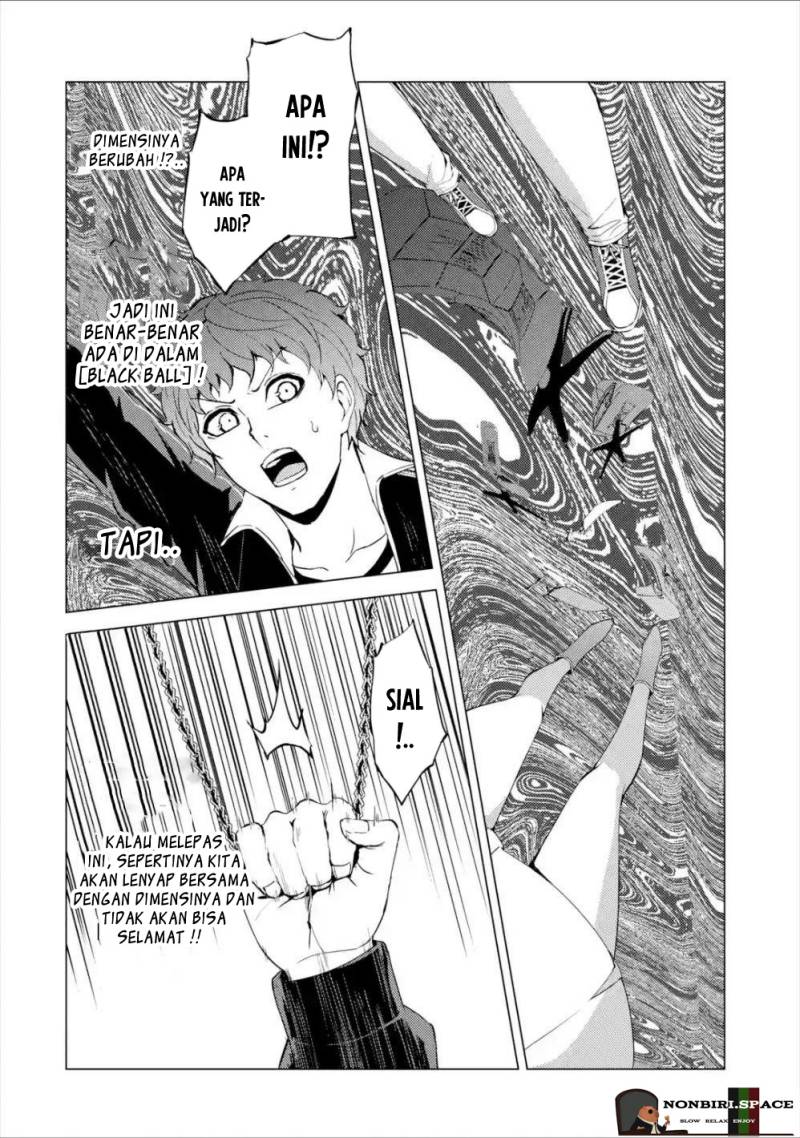 APA
INI!?
APA
YANG TER-
JADI?
DIMENSINYA
BERUBAH !?..
JADI INI
BENAR-BENAR
ADA DI DALAM
[BLACK BALL] !
TAPI..
SIAL
!..
KALAU MELEPAS
INI, SEPERTINYA KITA
AKAN LENYAP BERSAMA
DENGAN DIMENSINYA DAN
TIDAK AKAN BISA
SELAMAT !!
NONBIRI.SPACE
SLOW RELAX ENJOY